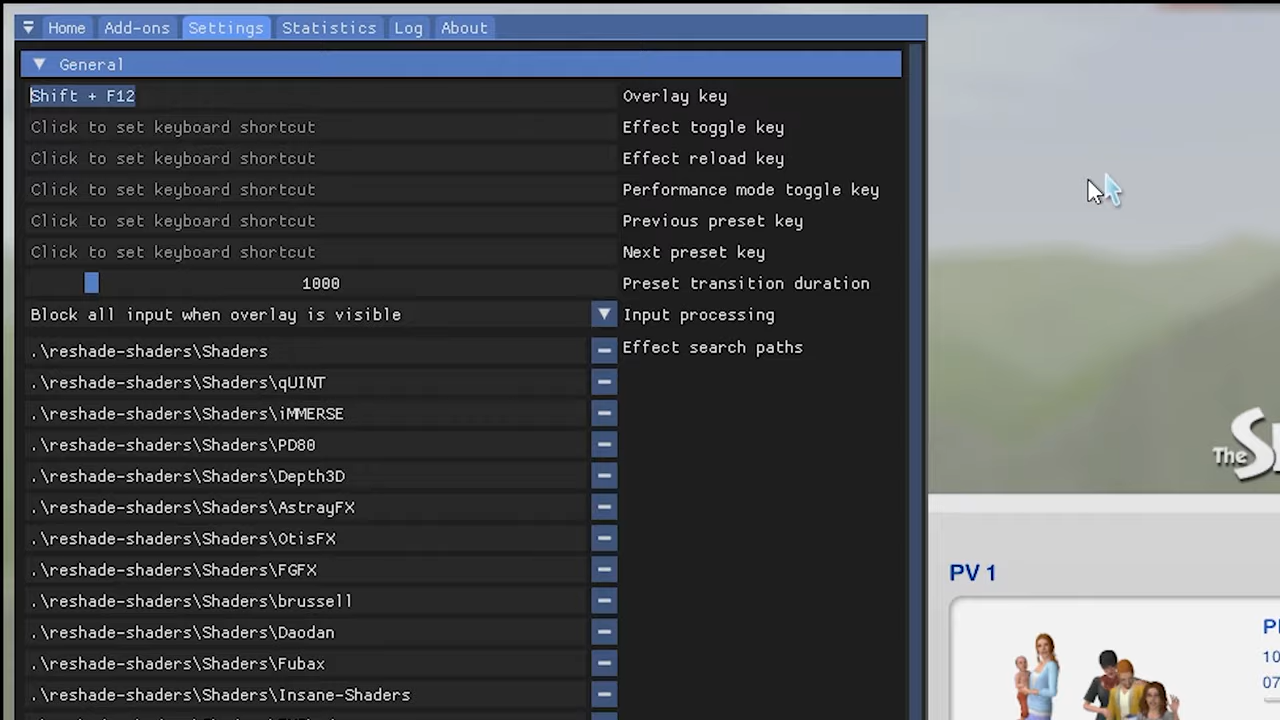 Home Add-ons Settings Statistics Log About
General
Shift + F12 Overlay key
Click to set keyboard shortcut Effect toggle key
Click to set keyboard shortcut Effect reload key
Click to set keyboard shortcut Performance mode toggle key
Click to set keyboard shortcut Previous preset key
Click to set keyboard shortcut Next preset key
1000 Preset transition duration
Block all input when overlay is visible Input processing
.\reshade-shaders\Shaders Effect search paths
.\reshade-shaders\Shaders\qUINT
.\reshade-shaders\Shaders\iMMERSE
.\reshade-shaders\Shaders\PD80
.\reshade-shaders\Shaders\Depth3D
.\reshade-shaders\Shaders\AstrayFX
.\reshade-shaders\Shaders\OtisFX
.\reshade-shaders\Shaders\FGFX
.\reshade-shaders\Shaders\brussell
.\reshade-shaders\Shaders\Daodan
.\reshade-shaders\Shaders\Fubax
.\reshade-shaders\Shaders\Insane-Shaders
The
PV 1
10
07